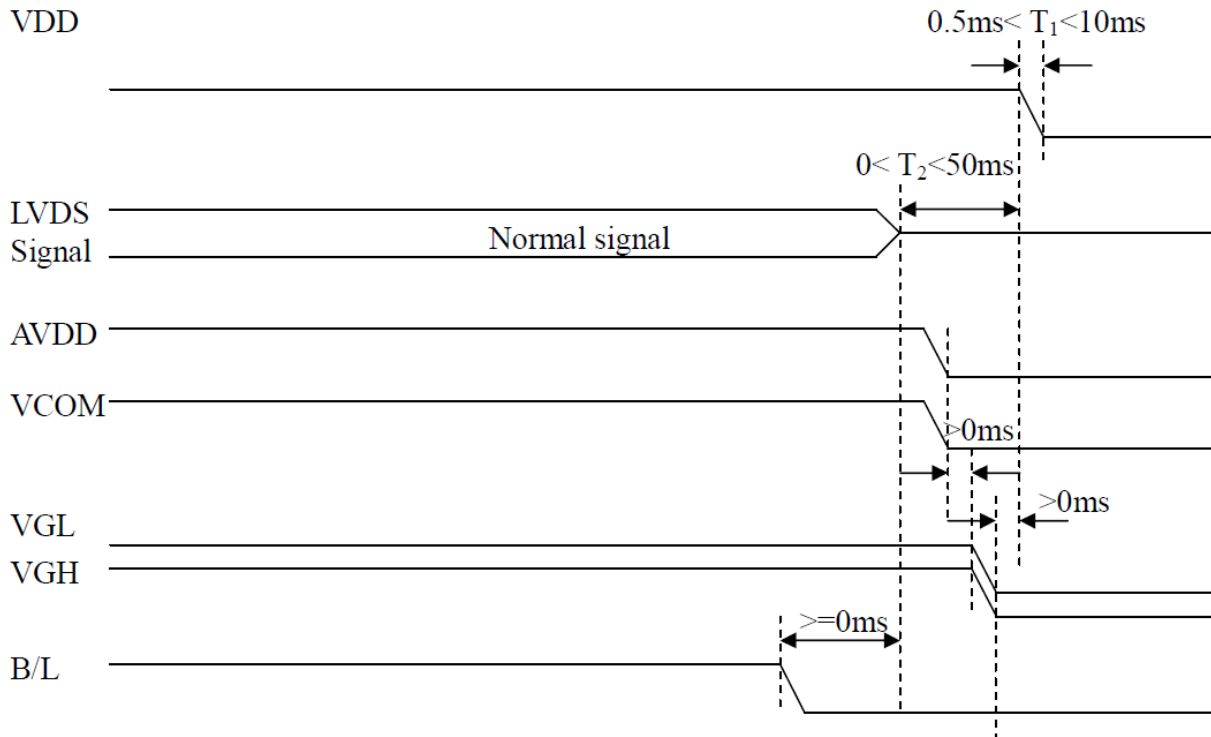 VDD
0.5ms< T₁<10ms
0< T₂<50ms
LVDS
Signal
Normal signal
AVDD
VCOM
>0ms
>0ms
VGL
VGH
>=0ms
B/L